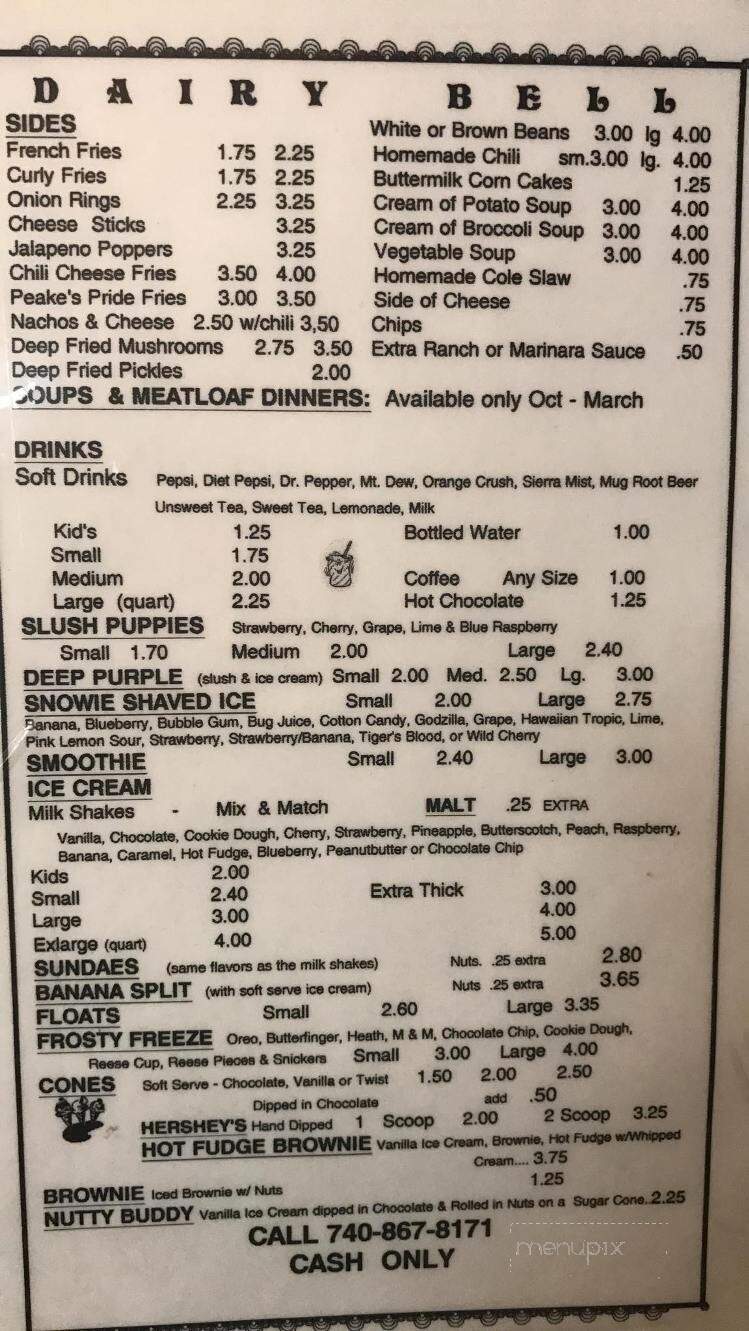 DAIRY BELL
SIDES
French Fries 1.75 2.25
Curly Fries 1.75 2.25
Onion Rings 2.25 3.25
Cheese Sticks 3.25
Jalapeno Poppers 3.25
Chili Cheese Fries 3.50 4.00
Peake's Pride Fries 3.00 3.50
Nachos & Cheese 2.50 w/chili 3,50
Deep Fried Mushrooms 2.75 3.50
Deep Fried Pickles 2.00
White or Brown Beans 3.00 lg 4.00
Homemade Chili sm.3.00 lg. 4.00
Buttermilk Corn Cakes 1.25
Cream of Potato Soup 3.00 4.00
Cream of Broccoli Soup 3.00 4.00
Vegetable Soup 3.00 4.00
Homemade Cole Slaw .75
Side of Cheese .75
Chips .75
Extra Ranch or Marinara Sauce .50
SOUPS & MEATLOAF DINNERS: Available only Oct - March
DRINKS
Soft Drinks Pepsi, Diet Pepsi, Dr. Pepper, Mt. Dew, Orange Crush, Sierra Mist, Mug Root Beer
Unsweet Tea, Sweet Tea, Lemonade, Milk
Kid's 1.25 Bottled Water 1.00
Small 1.75
Medium 2.00 Coffee Any Size 1.00
Large (quart) 2.25 Hot Chocolate 1.25
SLUSH PUPPIES Strawberry, Cherry, Grape, Lime & Blue Raspberry
Small 1.70 Medium 2.00 Large 2.40
DEEP PURPLE (slush & ice cream) Small 2.00 Med. 2.50 Lg. 3.00
SNOWIE SHAVED ICE Small 2.00 Large 2.75
Banana, Blueberry, Bubble Gum, Bug Juice, Cotton Candy, Godzilla, Grape, Hawaiian Tropic, Lime,
Pink Lemon Sour, Strawberry, Strawberry/Banana, Tiger's Blood, or Wild Cherry
SMOOTHIE Small 2.40 Large 3.00
ICE CREAM
Milk Shakes - Mix & Match MALT .25 EXTRA
Vanilla, Chocolate, Cookie Dough, Cherry, Strawberry, Pineapple, Butterscotch, Peach, Raspberry,
Banana, Caramel, Hot Fudge, Blueberry, Peanutbutter or Chocolate Chip
Kids 2.00
Small 2.40 Extra Thick 3.00
Large 3.00 4.00
Exlarge (quart) 4.00 5.00
SUNDAES (same flavors as the milk shakes) Nuts. .25 extra 2.80
BANANA SPLIT (with soft serve ice cream) Nuts .25 extra 3.65
FLOATS Small 2.60 Large 3.35
FROSTY FREEZE Oreo, Butterfinger, Heath, M & M, Chocolate Chip, Cookie Dough,
Reese Cup, Reese Pieces & Snickers Small 3.00 Large 4.00
CONES Soft Serve - Chocolate, Vanilla or Twist 1.50 2.00 2.50
Dipped in Chocolate add .50
HERSHEY'S Hand Dipped 1 Scoop 2.00 2 Scoop 3.25
HOT FUDGE BROWNIE Vanilla Ice Cream, Brownie, Hot Fudge w/Whipped
Cream.... 3.75
BROWNIE Iced Brownie w/ Nuts 1.25
NUTTY BUDDY Vanilla Ice Cream dipped in Chocolate & Rolled in Nuts on a Sugar Cone..2.25
CALL 740-867-8171
CASH ONLY
menupix